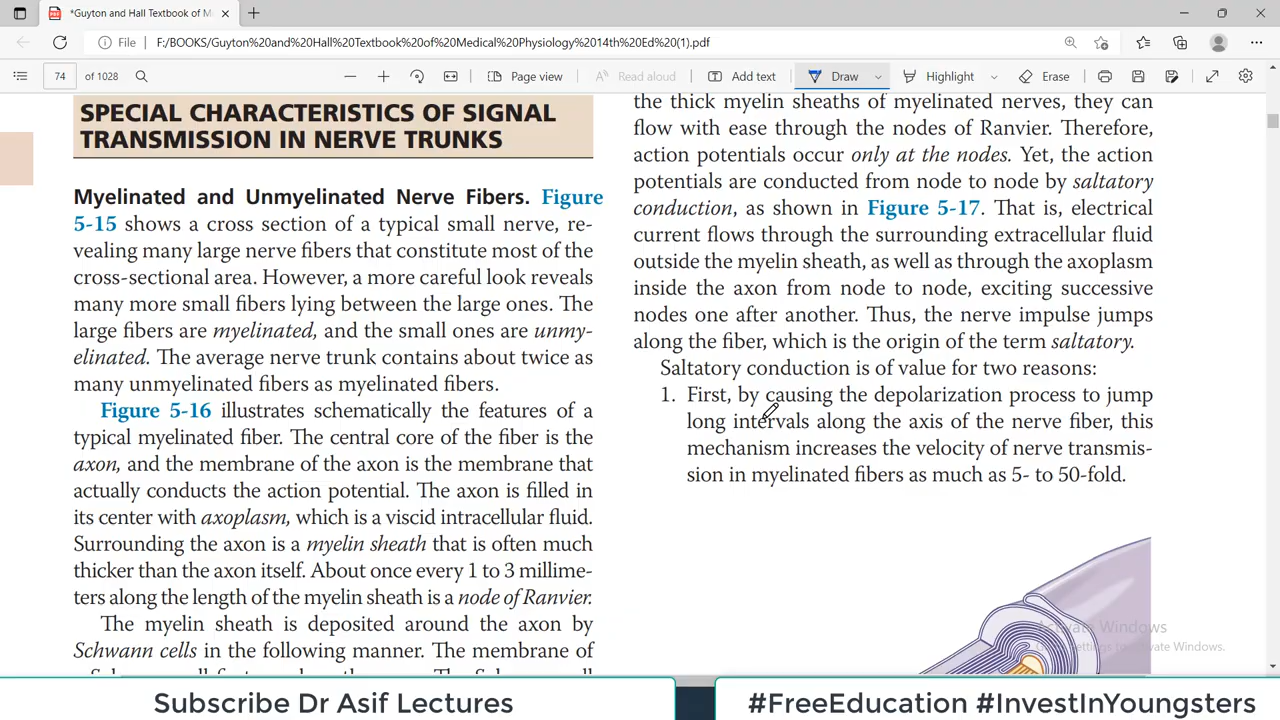 *Guyton and Hall Textbook of M
File
F:/BOOKS/Guyton%20and%20Hall%20Textbook%20of%20Medical%20Physiology%2014th%20Ed%20(1).pdf
74 of 1028
Page view
Read aloud
Add text
Draw
Highlight
Erase
SPECIAL CHARACTERISTICS OF SIGNAL
TRANSMISSION IN NERVE TRUNKS
Myelinated and Unmyelinated Nerve Fibers. Figure
5-15 shows a cross section of a typical small nerve, re-
vealing many large nerve fibers that constitute most of the
cross-sectional area. However, a more careful look reveals
many more small fibers lying between the large ones. The
large fibers are myelinated, and the small ones are unmy-
elinated. The average nerve trunk contains about twice as
many unmyelinated fibers as myelinated fibers.
Figure 5-16 illustrates schematically the features of a
typical myelinated fiber. The central core of the fiber is the
axon, and the membrane of the axon is the membrane that
actually conducts the action potential. The axon is filled in
its center with axoplasm, which is a viscid intracellular fluid.
Surrounding the axon is a myelin sheath that is often much
thicker than the axon itself. About once every 1 to 3 millime-
ters along the length of the myelin sheath is a node of Ranvier.
The myelin sheath is deposited around the axon by
Schwann cells in the following manner. The membrane of
the thick myelin sheaths of myelinated nerves, they can
flow with ease through the nodes of Ranvier. Therefore,
action potentials occur only at the nodes. Yet, the action
potentials are conducted from node to node by saltatory
conduction, as shown in Figure 5-17. That is, electrical
current flows through the surrounding extracellular fluid
outside the myelin sheath, as well as through the axoplasm
inside the axon from node to node, exciting successive
nodes one after another. Thus, the nerve impulse jumps
along the fiber, which is the origin of the term saltatory.
Saltatory conduction is of value for two reasons:
1. First, by causing the depolarization process to jump
long intervals along the axis of the nerve fiber, this
mechanism increases the velocity of nerve transmis-
sion in myelinated fibers as much as 5- to 50-fold.
Activate Windows
Subscribe Dr Asif Lectures
#FreeEducation #InvestInYoungsters